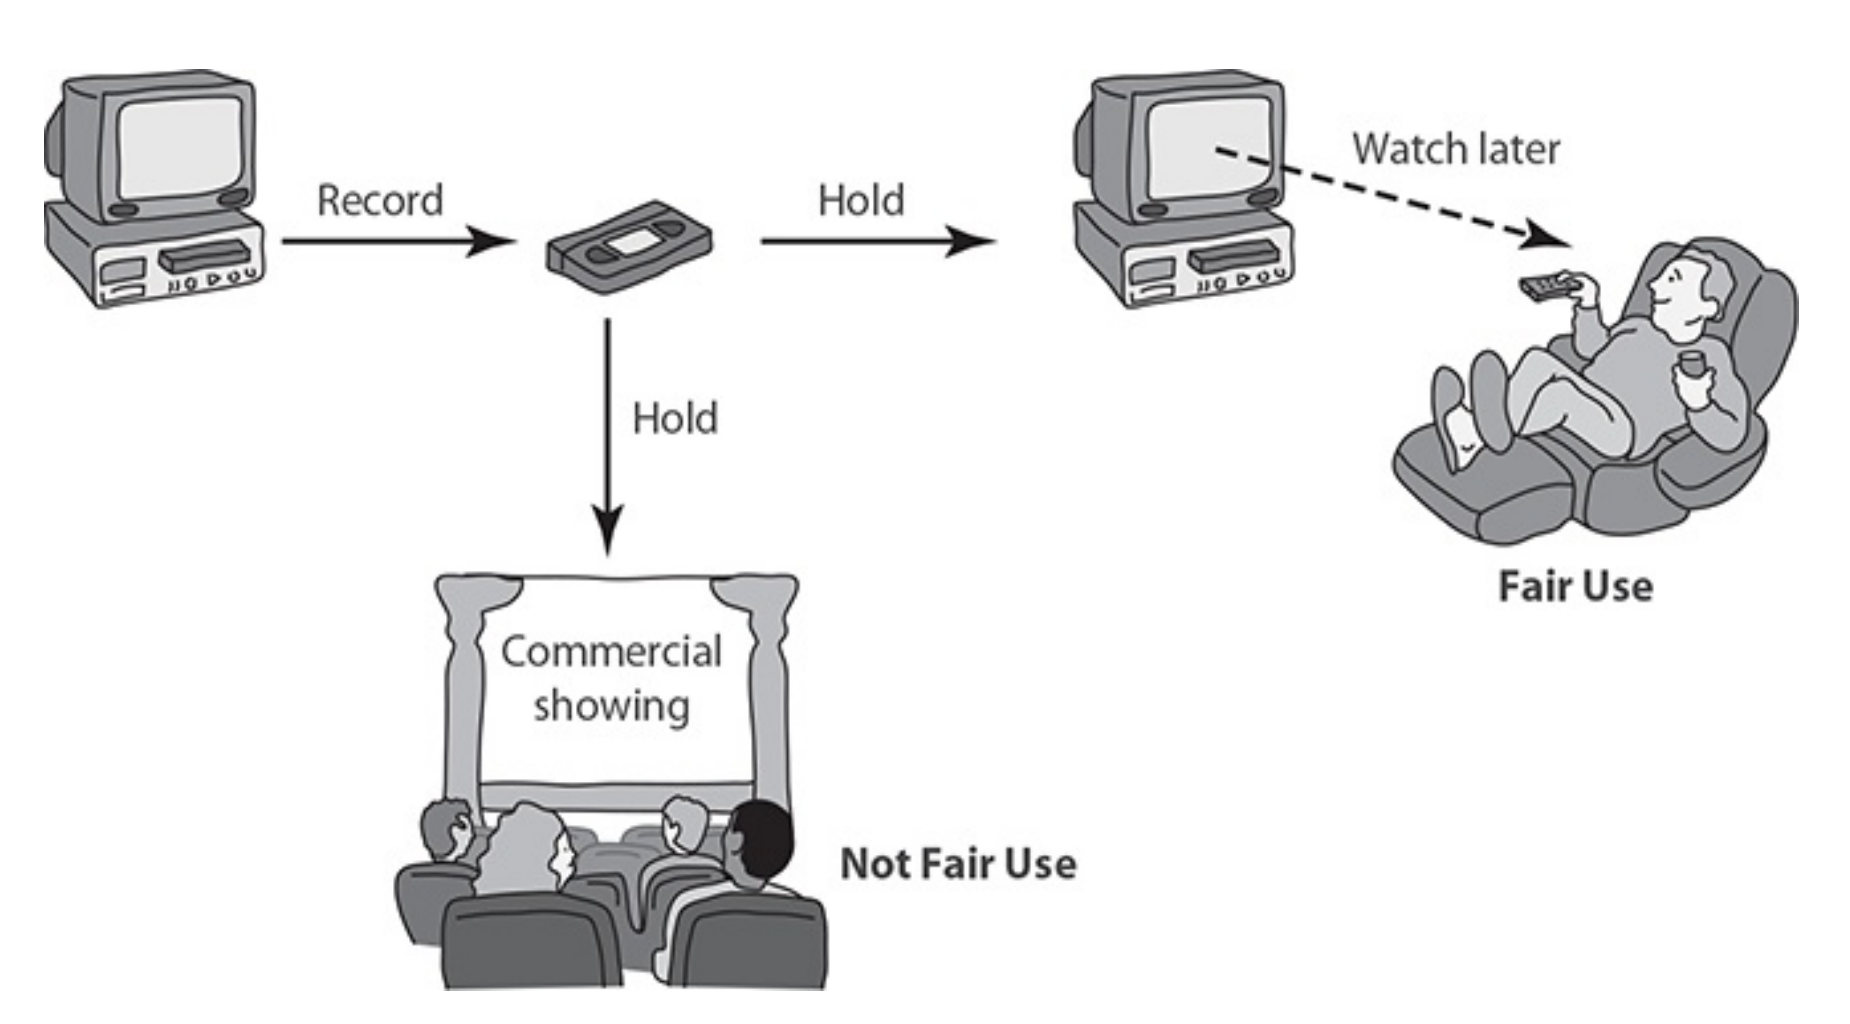 Record
Hold
Watch later
Hold
Fair Use
Commercial
showing
Not Fair Use